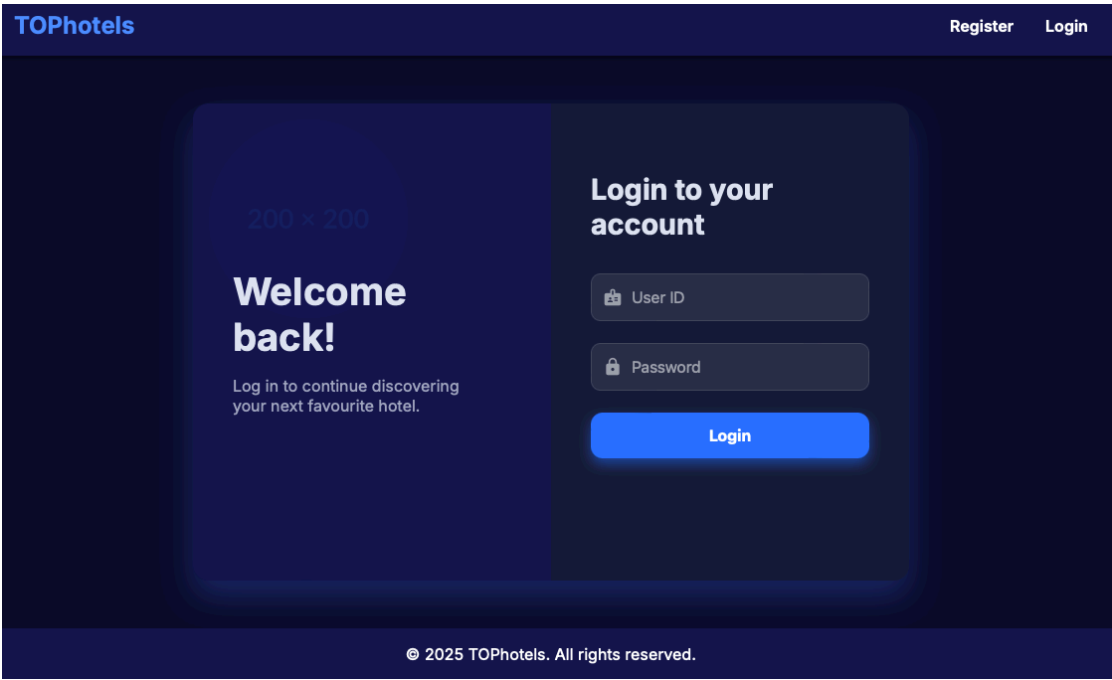 TOPhotels
Register
Login
200 × 200
Welcome
back!
Log in to continue discovering
your next favourite hotel.
Login to your
account
User ID
Password
Login
© 2025 TOPhotels. All rights reserved.